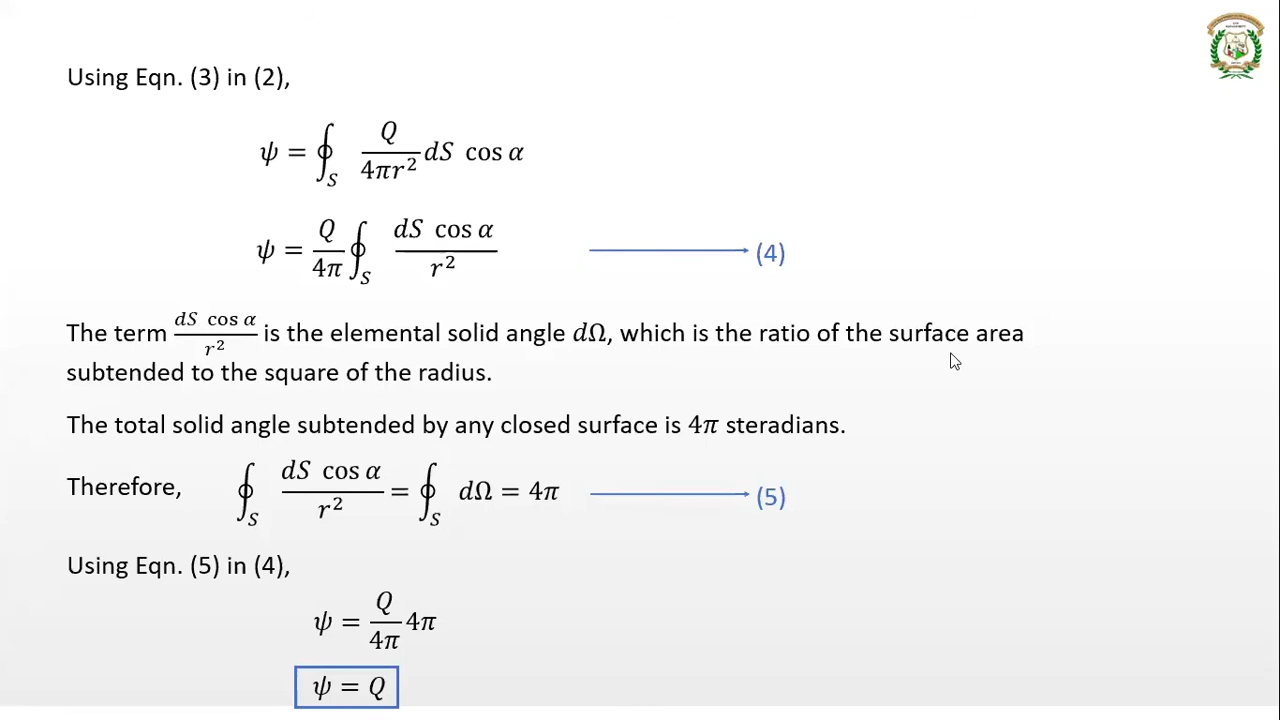 Using Eqn. (3) in (2),
ψ = ∮_S Q/(4πr²) dS cos α
ψ = Q/(4π) ∮_S (dS cos α)/r² (4)
The term (dS cos α)/r² is the elemental solid angle dΩ, which is the ratio of the surface area
subtended to the square of the radius.
The total solid angle subtended by any closed surface is 4π steradians.
Therefore, ∮_S (dS cos α)/r² = ∮_S dΩ = 4π (5)
Using Eqn. (5) in (4),
ψ = Q/(4π) 4π
ψ = Q